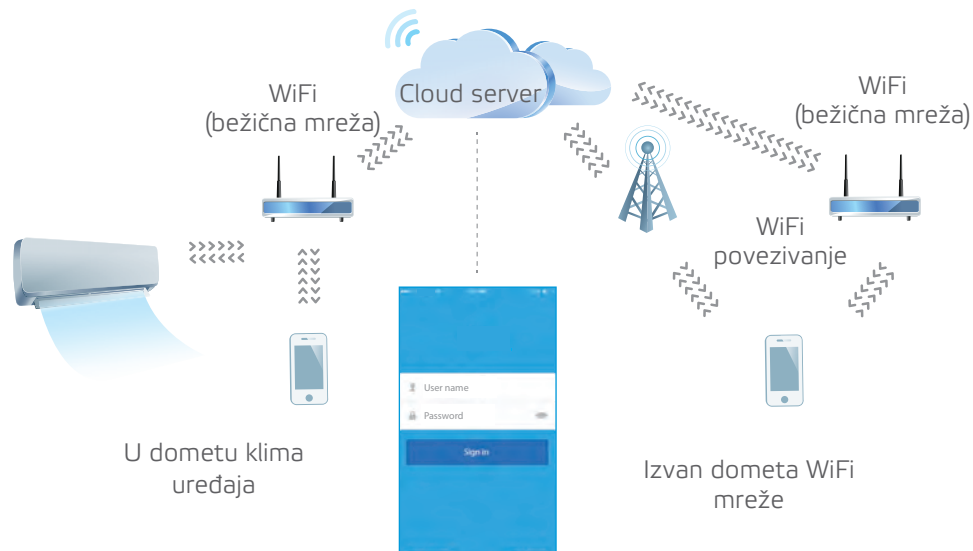 Cloud server
WiFi
(bežična mreža)
WiFi
(bežična mreža)
WiFi
povezivanje
User name
Password
Sign in
U dometu klima
uređaja
Izvan dometa WiFi
mreže